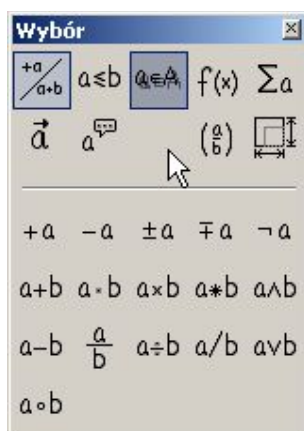 Wybór
+a/a+b a≤b a∈A f(x) Σa
a⃗ a (a/b)
+a −a ±a ∓a ¬a
a+b a·b a×b a∗b a∧b
a−b a/b a÷b a/b a∨b
a∘b